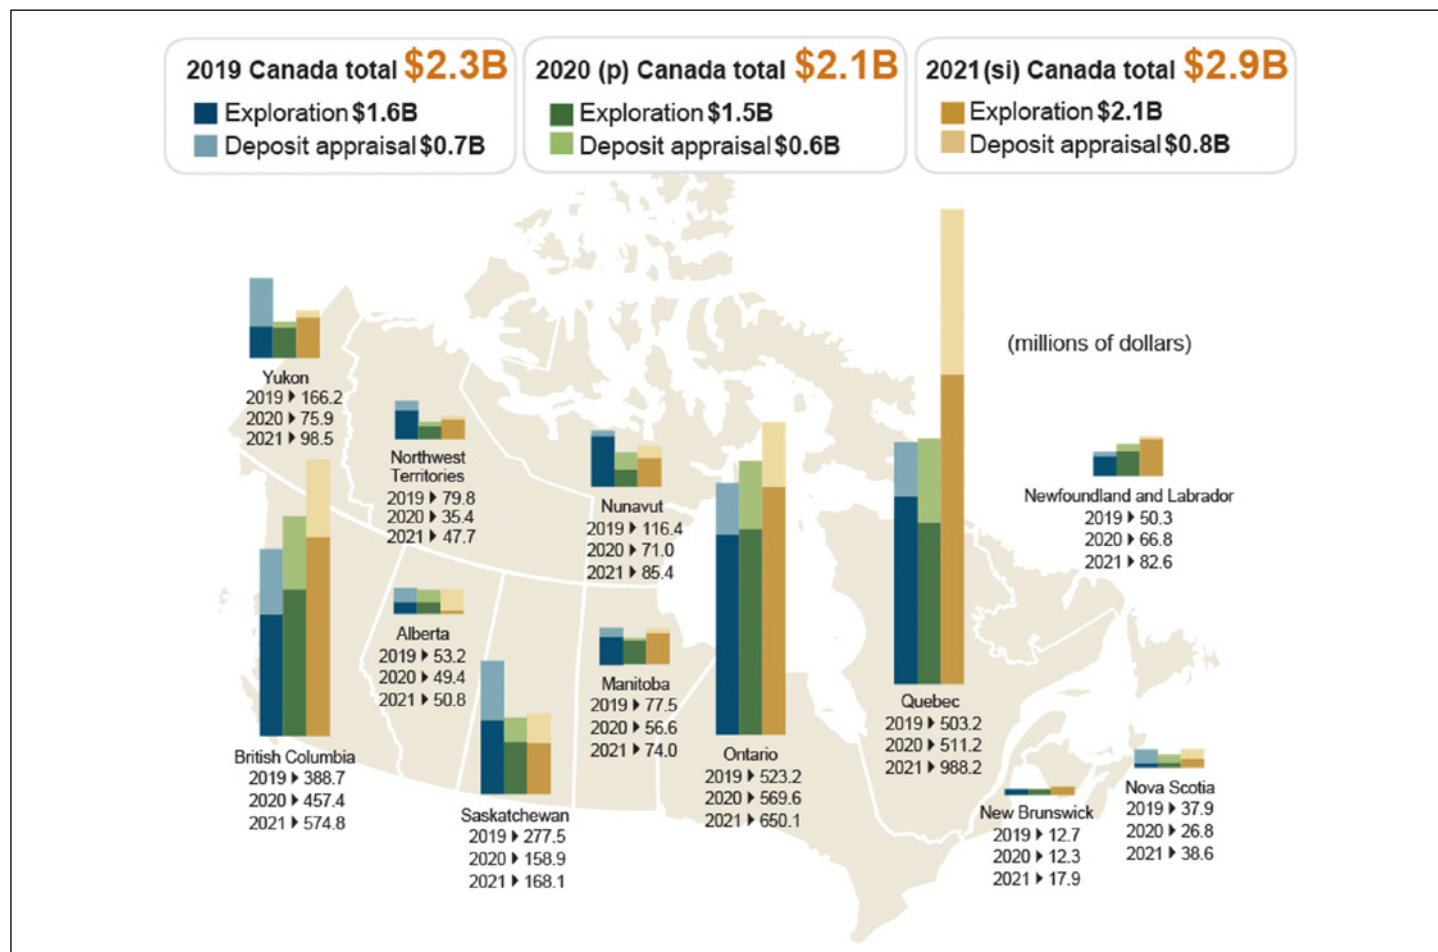 2019 Canada total $2.3B
Exploration $1.6B
Deposit appraisal $0.7B
2020 (p) Canada total $2.1B
Exploration $1.5B
Deposit appraisal $0.6B
2021(si) Canada total $2.9B
Exploration $2.1B
Deposit appraisal $0.8B
(millions of dollars)
Yukon
2019 ▶ 166.2
2020 ▶ 75.9
2021 ▶ 98.5
Northwest
Territories
2019 ▶ 79.8
2020 ▶ 35.4
2021 ▶ 47.7
Nunavut
2019 ▶ 116.4
2020 ▶ 71.0
2021 ▶ 85.4
Newfoundland and Labrador
2019 ▶ 50.3
2020 ▶ 66.8
2021 ▶ 82.6
British Columbia
2019 ▶ 388.7
2020 ▶ 457.4
2021 ▶ 574.8
Alberta
2019 ▶ 53.2
2020 ▶ 49.4
2021 ▶ 50.8
Saskatchewan
2019 ▶ 277.5
2020 ▶ 158.9
2021 ▶ 168.1
Manitoba
2019 ▶ 77.5
2020 ▶ 56.6
2021 ▶ 74.0
Ontario
2019 ▶ 523.2
2020 ▶ 569.6
2021 ▶ 650.1
Quebec
2019 ▶ 503.2
2020 ▶ 511.2
2021 ▶ 988.2
New Brunswick
2019 ▶ 12.7
2020 ▶ 12.3
2021 ▶ 17.9
Nova Scotia
2019 ▶ 37.9
2020 ▶ 26.8
2021 ▶ 38.6